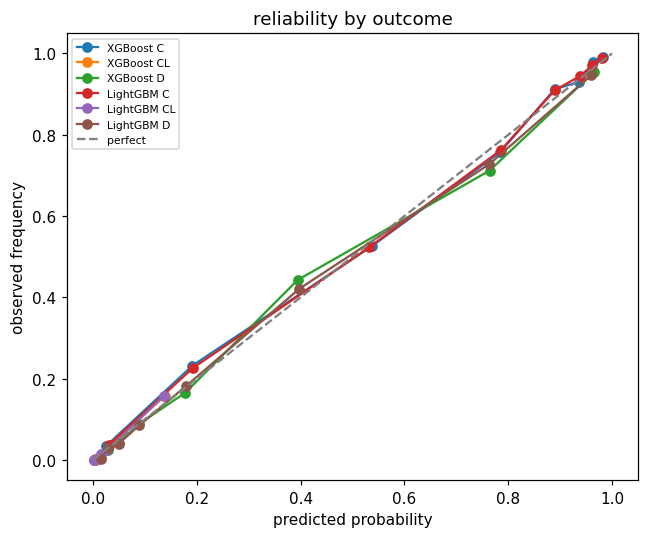 reliability by outcome
XGBoost C
XGBoost CL
XGBoost D
LightGBM C
LightGBM CL
LightGBM D
perfect
observed frequency
1.0
0.8
0.6
0.4
0.2
0.0
0.0 0.2 0.4 0.6 0.8 1.0
predicted probability